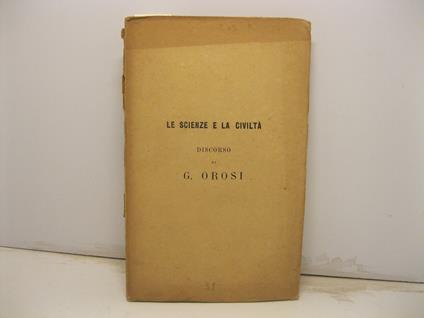 LE SCIENZE E LA CIVILTÀ
DISCORSO
DI
G. OROSI